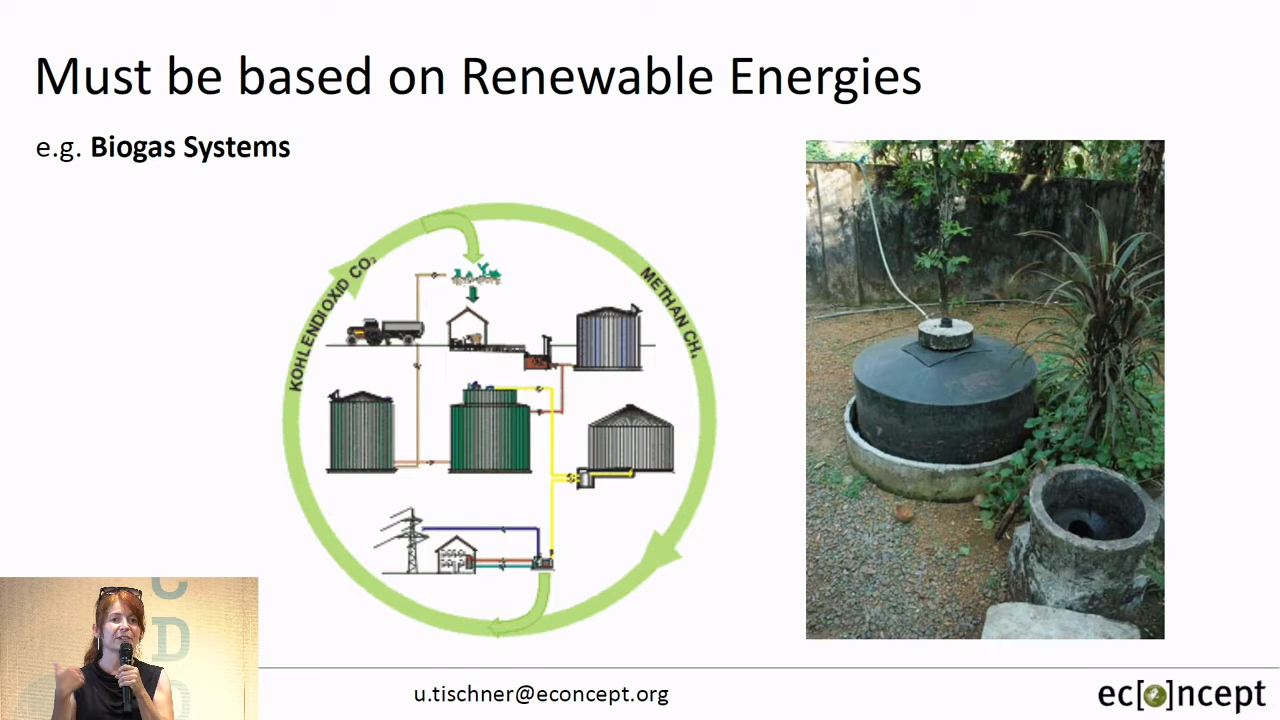 Must be based on Renewable Energies
e.g. Biogas Systems
KOHLENDIOXID CO₂
METHAN CH₄
C
D
u.tischner@econcept.org
ec[o]ncept